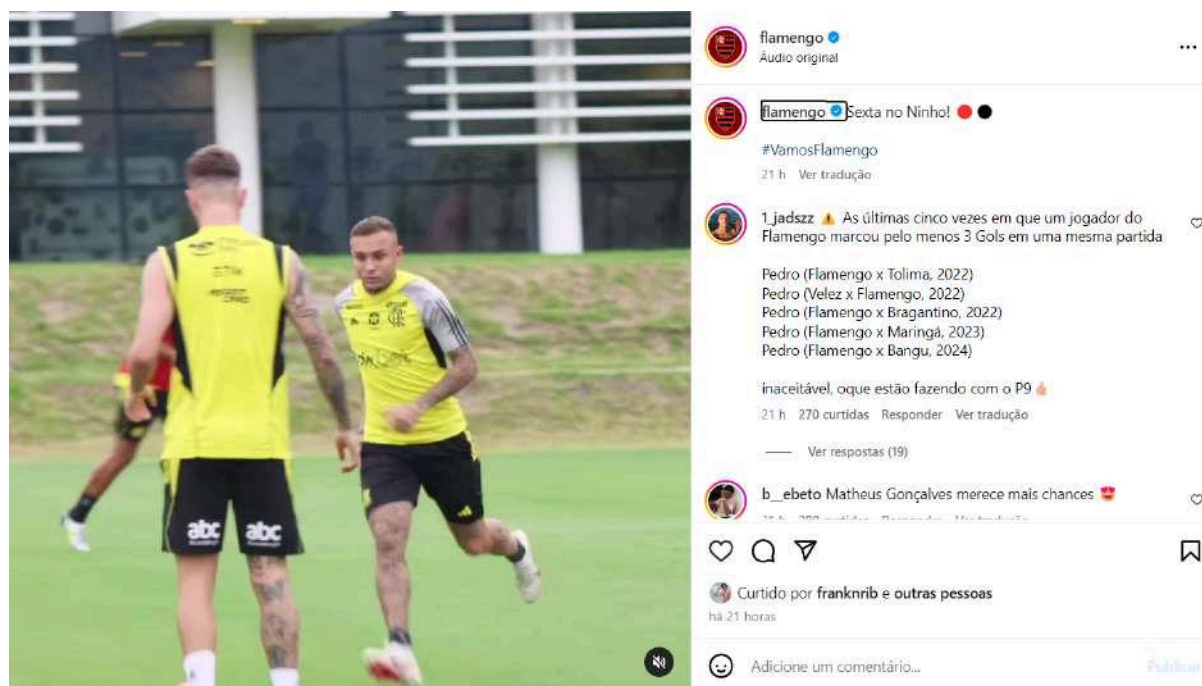 flamengo
Áudio original
flamengo Sexta no Ninho! 🔴 ⚫
#VamosFlamengo
21 h Ver tradução
1_jadszz ⚠️ As últimas cinco vezes em que um jogador do
Flamengo marcou pelo menos 3 Gols em uma mesma partida
Pedro (Flamengo x Tolima, 2022)
Pedro (Velez x Flamengo, 2022)
Pedro (Flamengo x Bragantino, 2022)
Pedro (Flamengo x Maringá, 2023)
Pedro (Flamengo x Bangu, 2024)
inaceitável, oque estão fazendo com o P9 👍🏼
21 h 270 curtidas Responder Ver tradução
Ver respostas (19)
b__ebeto Matheus Gonçalves merece mais chances 😍
abc abc
Curtido por franknrib e outras pessoas
há 21 horas
Adicione um comentário...
Publicar